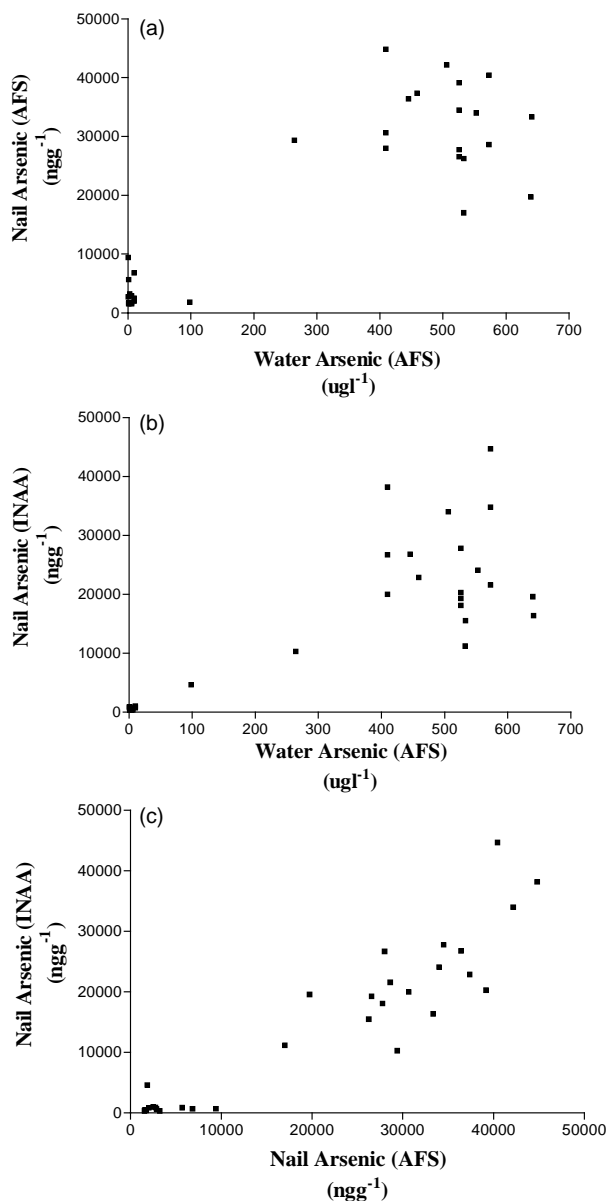 (a)
Nail Arsenic (AFS)
(ngg-1)
50000
40000
30000
20000
10000
0
0 100 200 300 400 500 600 700
Water Arsenic (AFS)
(ugl-1)
(b)
Nail Arsenic (INAA)
(ngg-1)
50000
40000
30000
20000
10000
0
0 100 200 300 400 500 600 700
Water Arsenic (AFS)
(ugl-1)
(c)
Nail Arsenic (INAA)
(ngg-1)
50000
40000
30000
20000
10000
0
0 10000 20000 30000 40000 50000
Nail Arsenic (AFS)
(ngg-1)